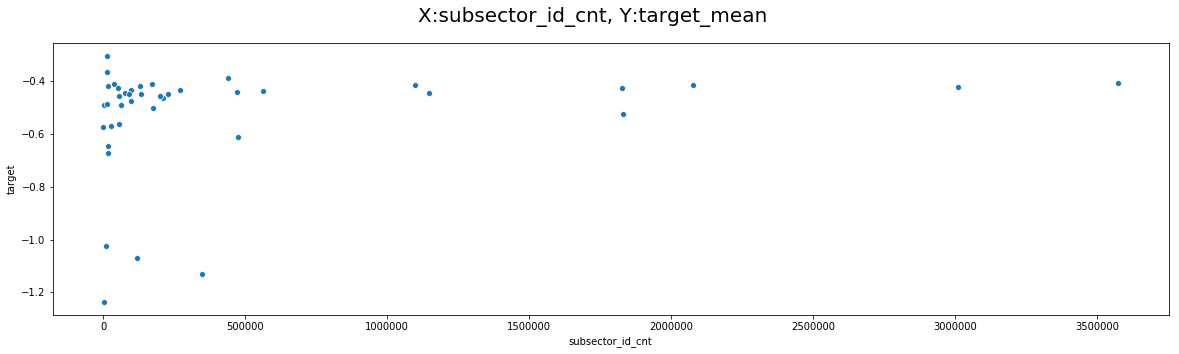 X:subsector_id_cnt, Y:target_mean
−0.4
−0.6
−0.8
−1.0
−1.2
target
0 500000 1000000 1500000 2000000 2500000 3000000 3500000
subsector_id_cnt